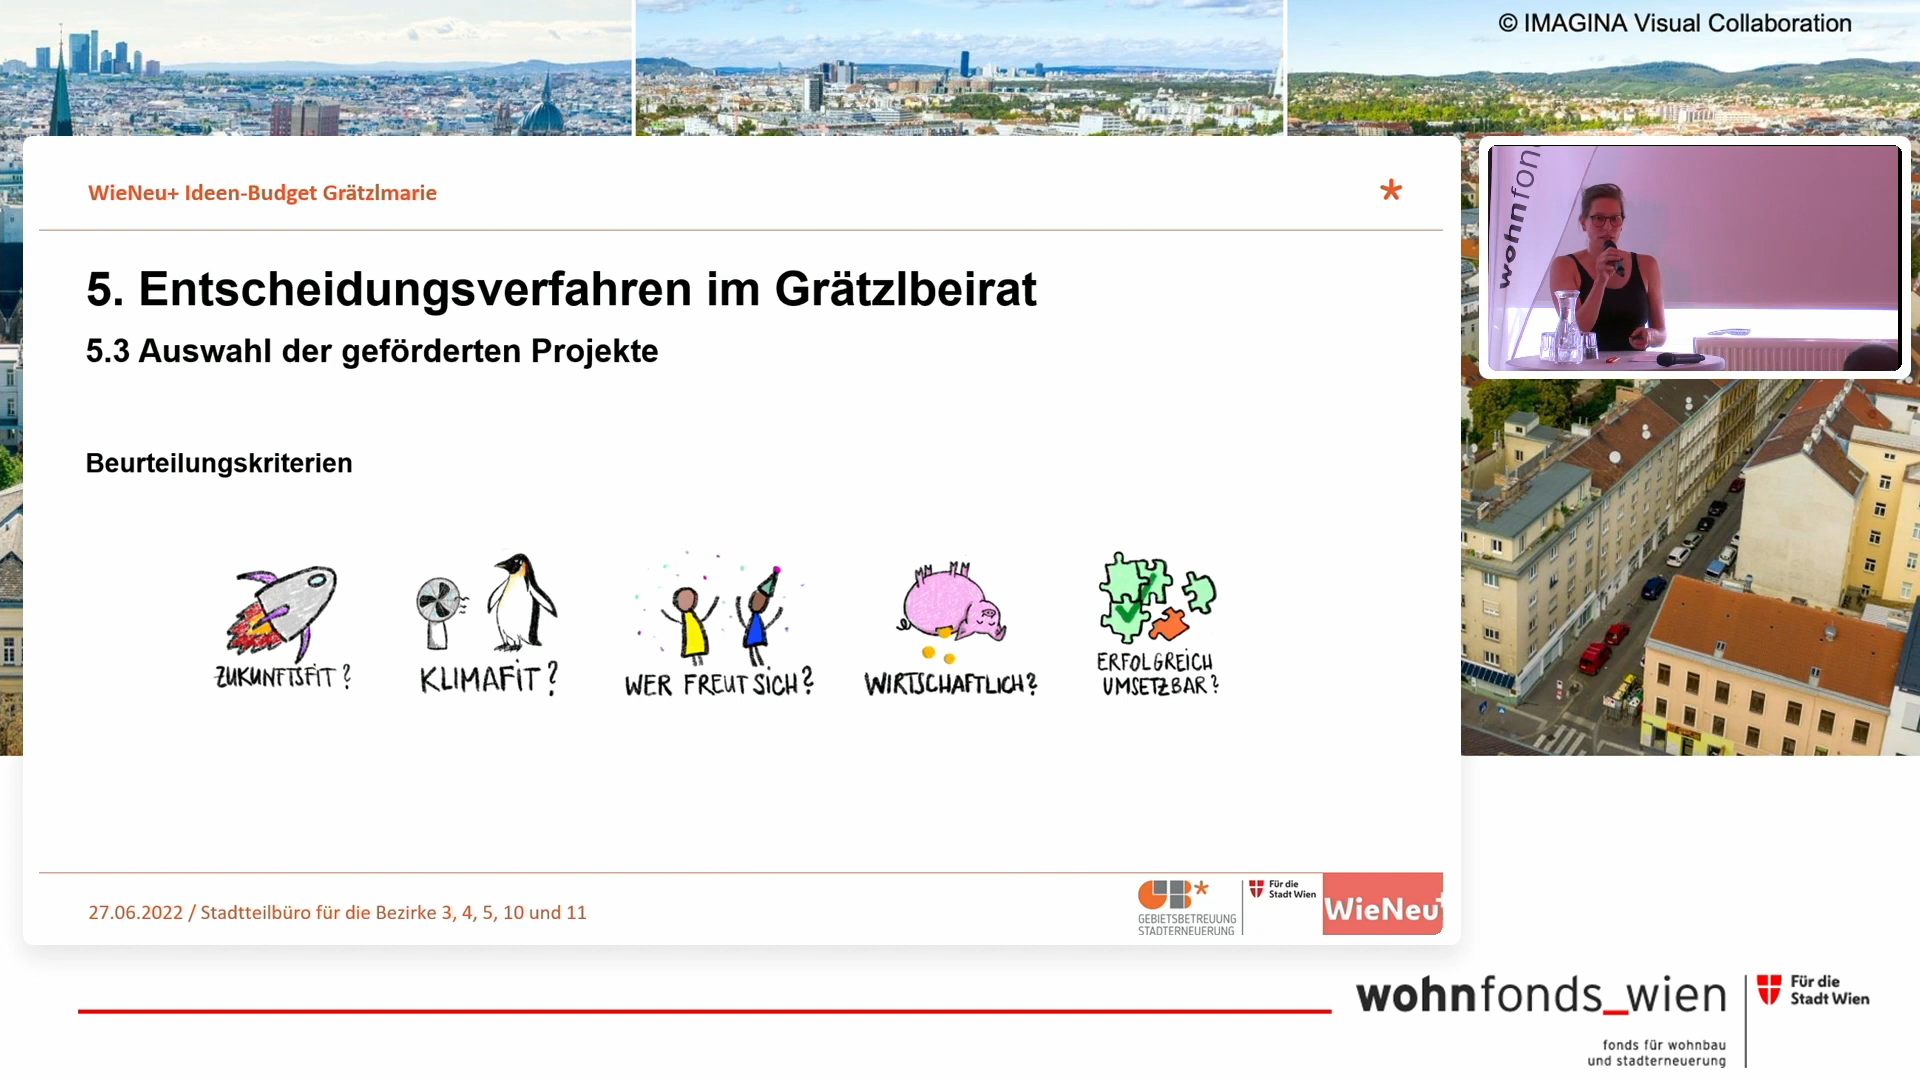 © IMAGINA Visual Collaboration
WieNeu+ Ideen-Budget Grätzlmarie
*
5. Entscheidungsverfahren im Grätzlbeirat
5.3 Auswahl der geförderten Projekte
Beurteilungskriterien
ZUKUNFTSFIT?
KLIMAFIT?
WER FREUT SICH?
WIRTSCHAFTLICH?
ERFOLGREICH
UMSETZBAR?
27.06.2022 / Stadtteilbüro für die Bezirke 3, 4, 5, 10 und 11
GB*
GEBIETSBETREUUNG
STADTERNEUERUNG
Für die
Stadt Wien
WieNeu+
wohnfon
wohnfonds_wien
fonds für wohnbau
und stadterneuerung
Für die
Stadt Wien